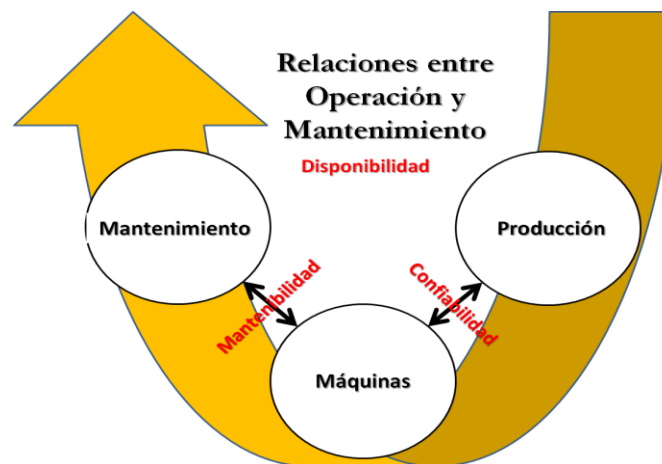 Relaciones entre
Operación y
Mantenimiento
Disponibilidad
Mantenimiento
Producción
Mantenibilidad
Confiabilidad
Máquinas